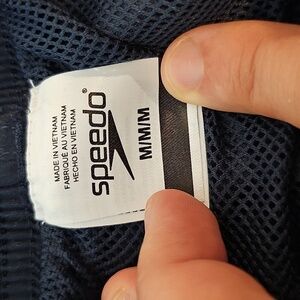 MADE IN VIETNAM
FABRIQUÉ AU VIETNAM
HECHO EN VIETNAM
speedo®
M/M/M